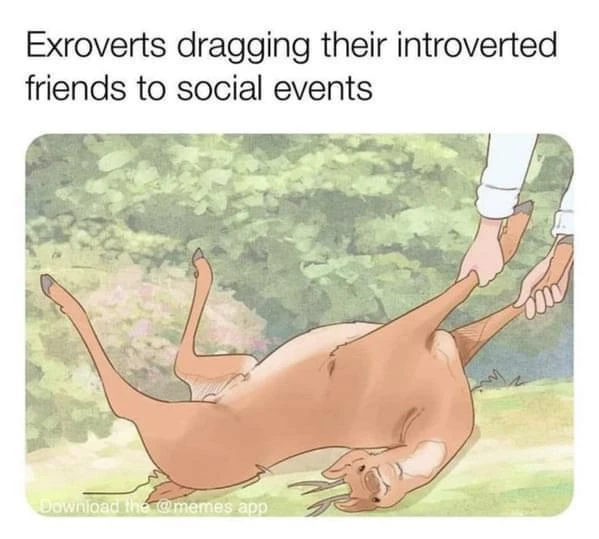 Exroverts dragging their introverted
friends to social events
Download the @memes app